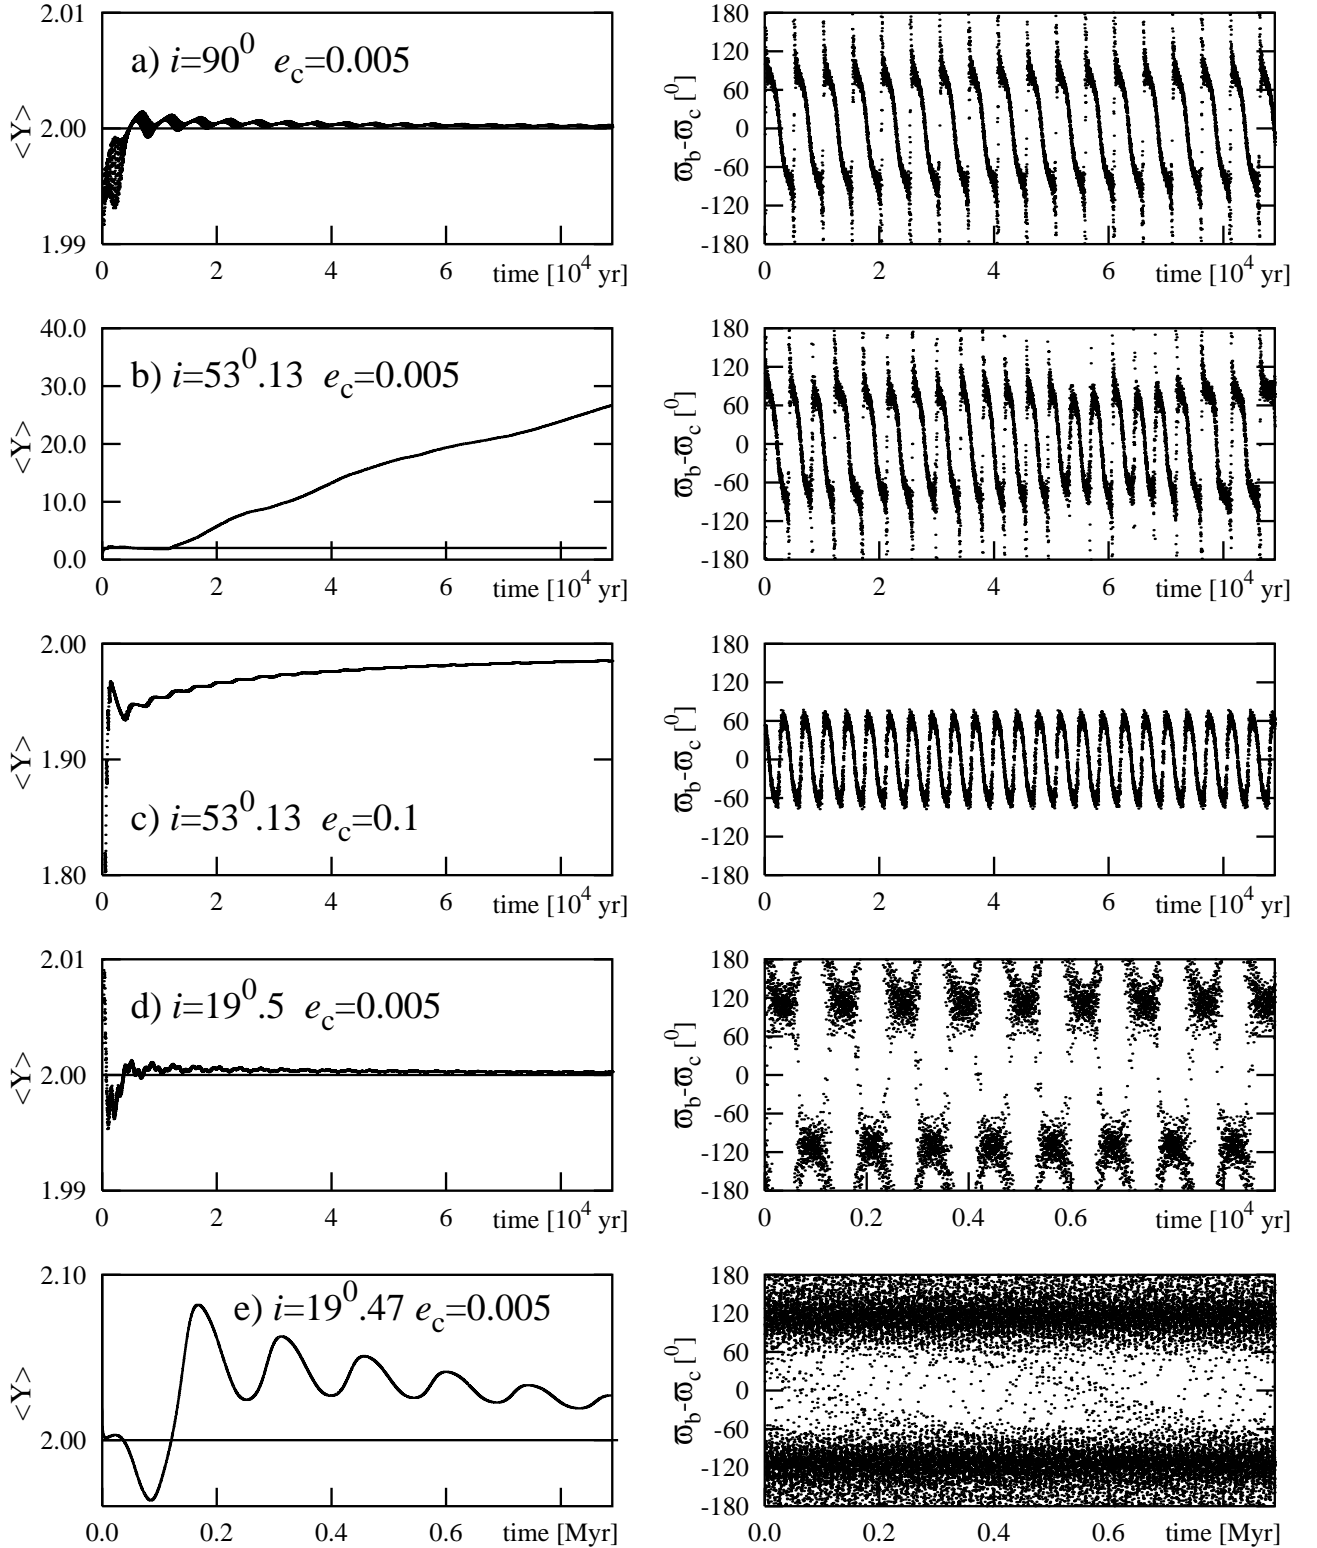 2.01
2.00
1.99
<Y>
a) i=90⁰ e_c=0.005
0 2 4 6 time [10⁴ yr]
180
120
60
0
-60
-120
-180
ϖ_b-ϖ_c [⁰]
0 2 4 6 time [10⁴ yr]
40.0
30.0
20.0
10.0
0.0
<Y>
b) i=53⁰.13 e_c=0.005
0 2 4 6 time [10⁴ yr]
180
120
60
0
-60
-120
-180
ϖ_b-ϖ_c [⁰]
0 2 4 6 time [10⁴ yr]
2.00
1.90
1.80
<Y>
c) i=53⁰.13 e_c=0.1
0 2 4 6 time [10⁴ yr]
180
120
60
0
-60
-120
-180
ϖ_b-ϖ_c [⁰]
0 2 4 6 time [10⁴ yr]
2.01
2.00
1.99
<Y>
d) i=19⁰.5 e_c=0.005
0 2 4 6 time [10⁴ yr]
180
120
60
0
-60
-120
-180
ϖ_b-ϖ_c [⁰]
0 0.2 0.4 0.6 time [10⁴ yr]
2.10
2.00
<Y>
e) i=19⁰.47 e_c=0.005
0.0 0.2 0.4 time [Myr]
180
120
60
0
-60
-120
-180
ϖ_b-ϖ_c [⁰]
0.0 0.3 0.6 time [Myr]